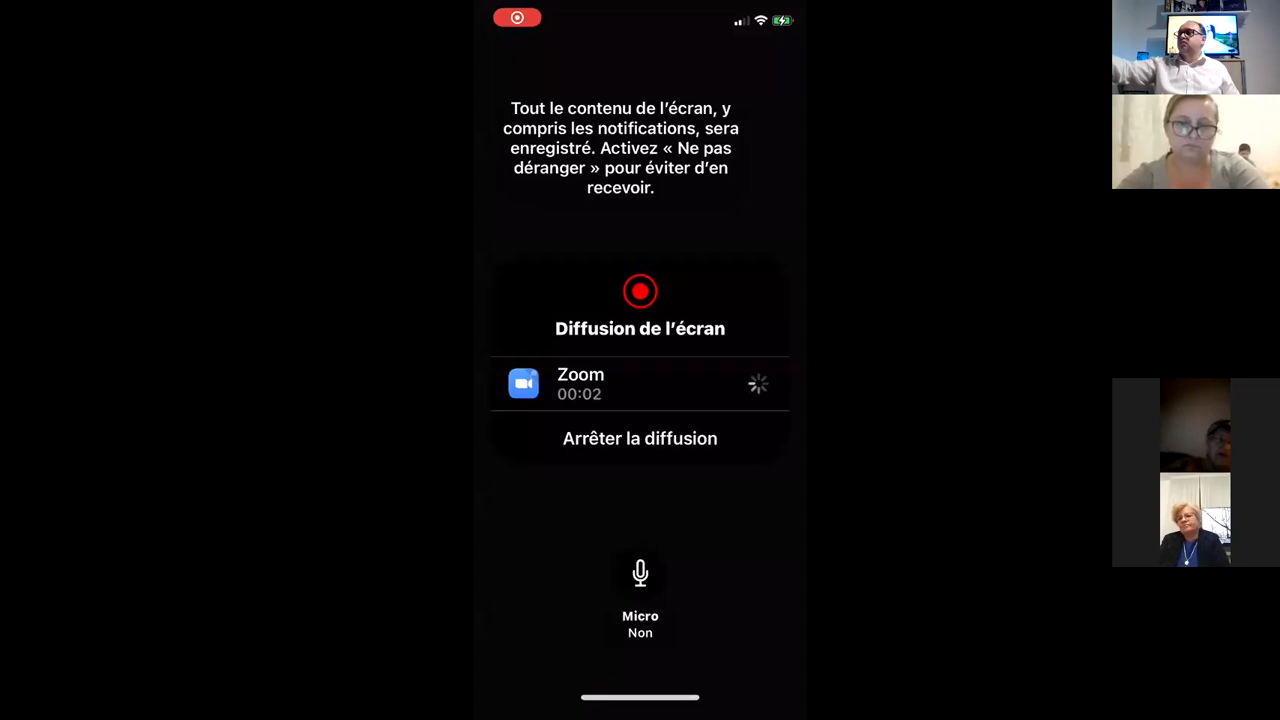 Tout le contenu de l’écran, y
compris les notifications, sera
enregistré. Activez « Ne pas
déranger » pour éviter d’en
recevoir.
Diffusion de l’écran
Zoom
00:02
Arrêter la diffusion
Micro
Non